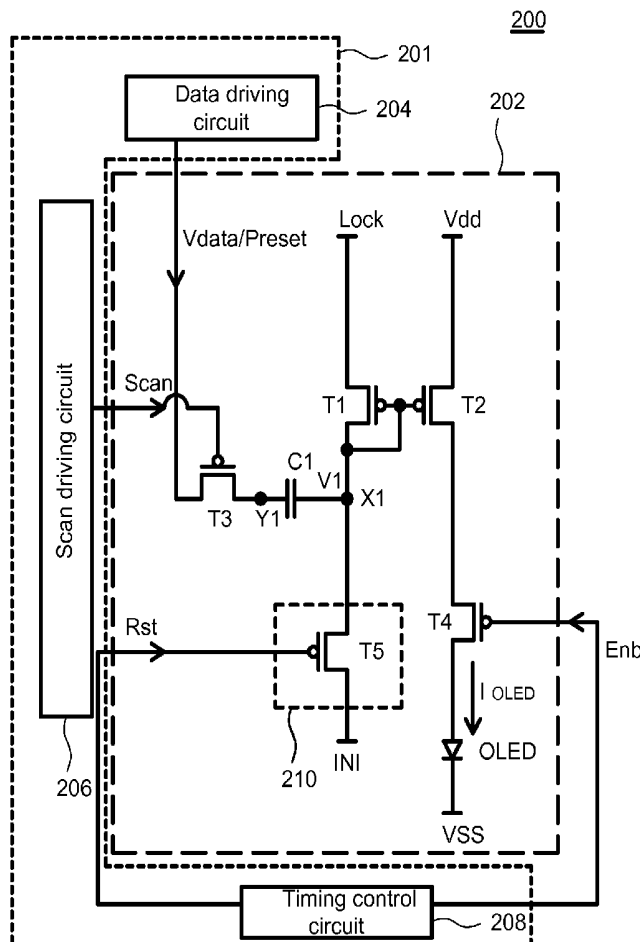 200
201
Data driving
circuit
204
202
Lock
Vdd
Vdata/Preset
Scan
T1
T2
C1
V1
X1
T3
Y1
Scan driving circuit
Rst
T5
T4
Enb
I OLED
OLED
206
210
INI
VSS
Timing control
circuit
208